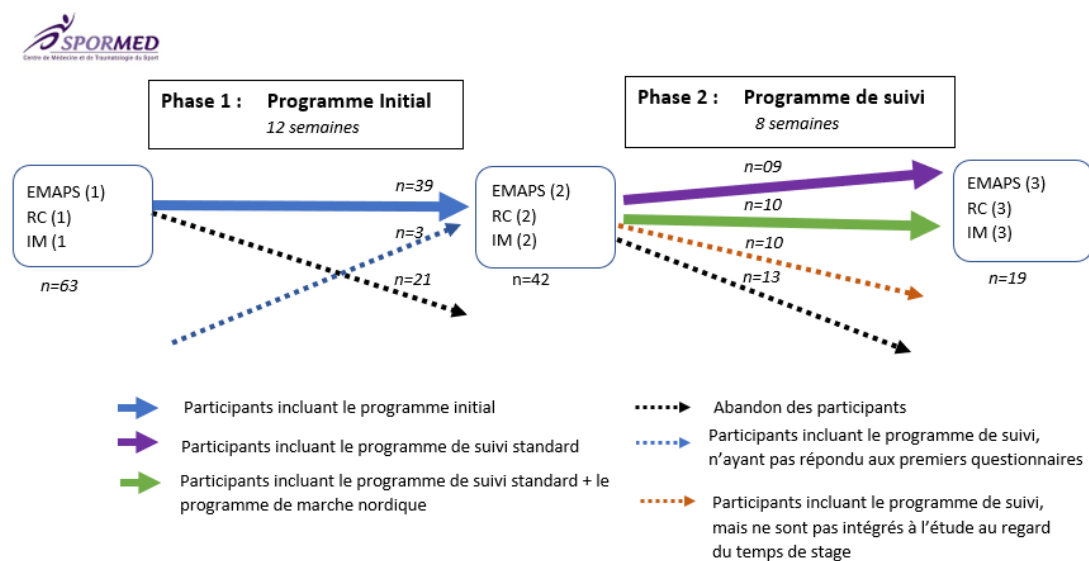 SPORMED
Centre de Médecine et de Traumatologie du Sport
Phase 1 : Programme Initial
12 semaines
Phase 2 : Programme de suivi
8 semaines
EMAPS (1)
RC (1)
IM (1
n=63
n=39
n=3
n=21
EMAPS (2)
RC (2)
IM (2)
n=42
n=09
n=10
n=10
n=13
EMAPS (3)
RC (3)
IM (3)
n=19
Participants incluant le programme initial
Participants incluant le programme de suivi standard
Participants incluant le programme de suivi standard + le
programme de marche nordique
Abandon des participants
Participants incluant le programme de suivi,
n'ayant pas répondu aux premiers questionnaires
Participants incluant le programme de suivi,
mais ne sont pas intégrés à l'étude au regard
du temps de stage